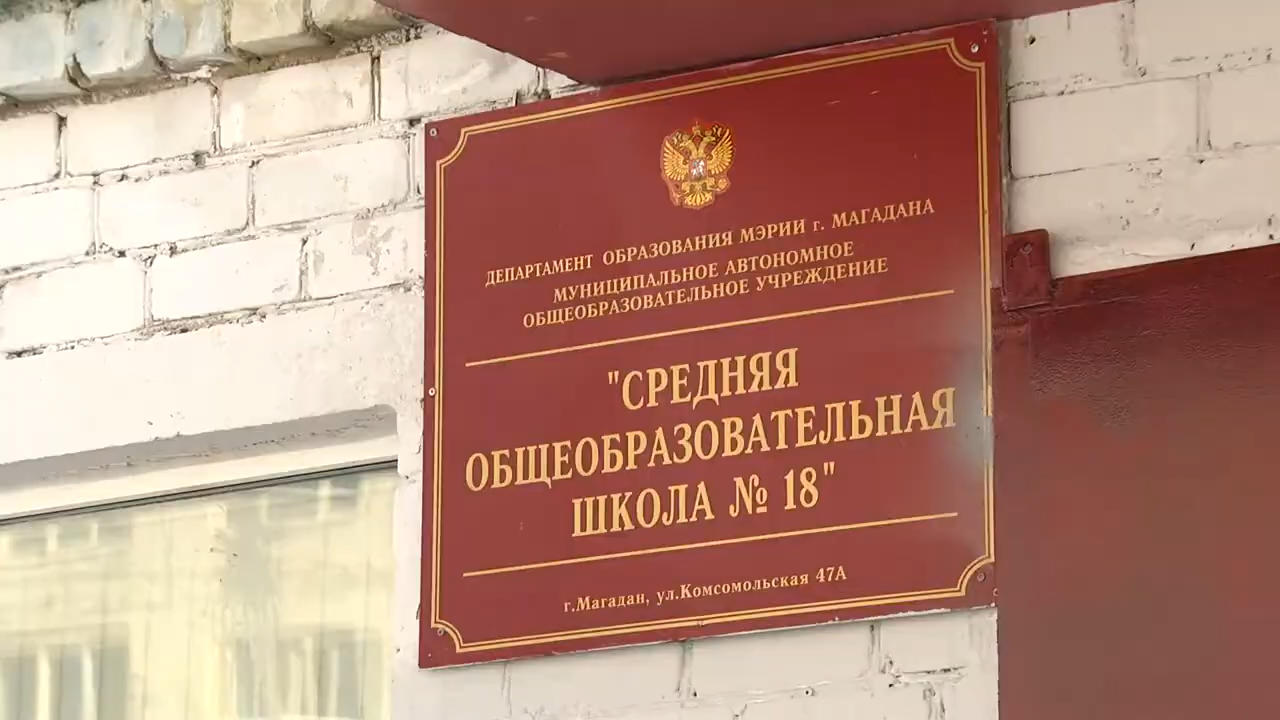 ДЕПАРТАМЕНТ ОБРАЗОВАНИЯ МЭРИИ г. МАГАДАНА
МУНИЦИПАЛЬНОЕ АВТОНОМНОЕ
ОБЩЕОБРАЗОВАТЕЛЬНОЕ УЧРЕЖДЕНИЕ
"СРЕДНЯЯ
ОБЩЕОБРАЗОВАТЕЛЬНАЯ
ШКОЛА № 18"
г.Магадан, ул.Комсомольская 47А